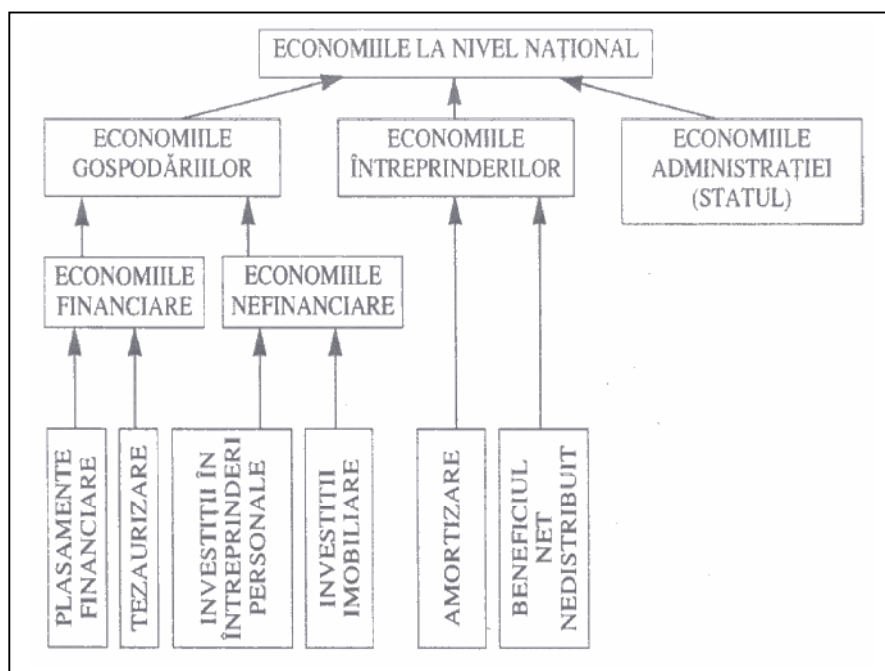 ECONOMIILE LA NIVEL NAȚIONAL
ECONOMIILE
GOSPODĂRIILOR
ECONOMIILE
ÎNTREPRINDERILOR
ECONOMIILE
ADMINISTRAȚIEI
(STATUL)
ECONOMIILE
FINANCIARE
ECONOMIILE
NEFINANCIARE
PLASAMENTE
FINANCIARE
TEZAURIZARE
INVESTIȚII ÎN
ÎNTREPRINDERI
PERSONALE
INVESTIȚII
IMOBILIARE
AMORTIZARE
BENEFICIUL
NET
NEDISTRIBUIT